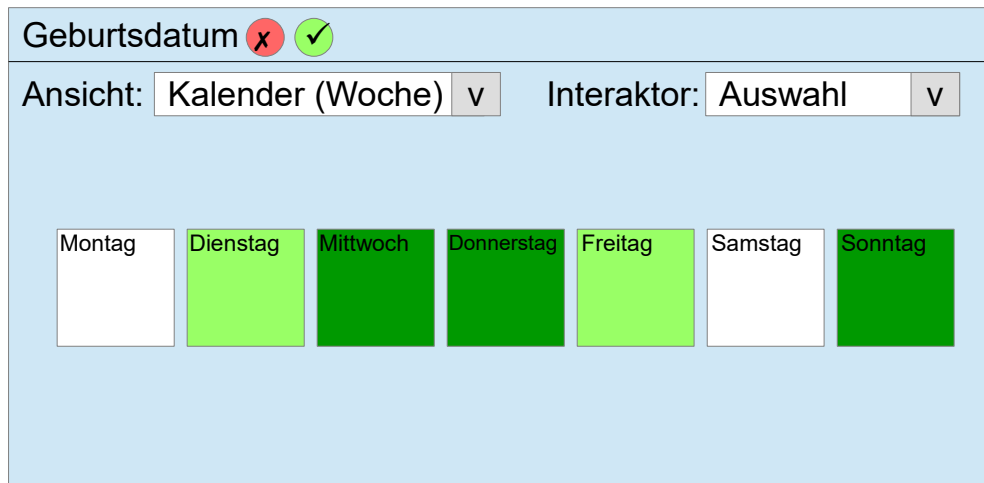 Geburtsdatum ✗ ✓
Ansicht: Kalender (Woche) v Interaktor: Auswahl v
Montag Dienstag Mittwoch Donnerstag Freitag Samstag Sonntag